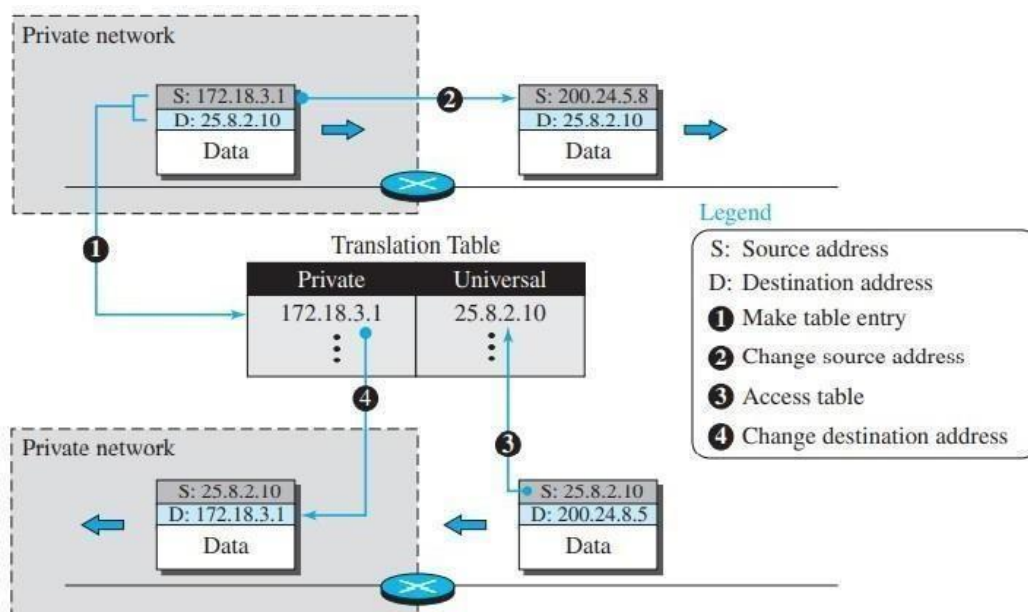 Private network
S: 172.18.3.1
D: 25.8.2.10
Data
2
S: 200.24.5.8
D: 25.8.2.10
Data
1
Translation Table
Private Universal
172.18.3.1 25.8.2.10
4
3
Legend
S: Source address
D: Destination address
1 Make table entry
2 Change source address
3 Access table
4 Change destination address
Private network
S: 25.8.2.10
D: 172.18.3.1
Data
S: 25.8.2.10
D: 200.24.8.5
Data